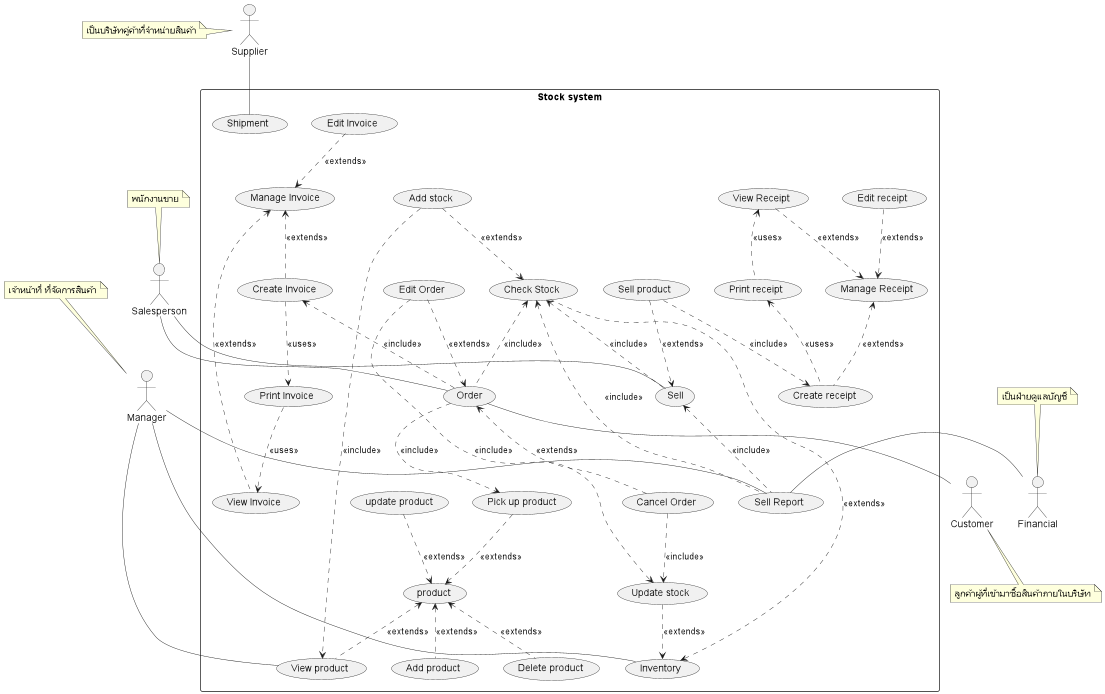 เป็นบริษัทคู่ค้าที่จำหน่ายสินค้า
Supplier
Stock system
Shipment
Edit Invoice
«extends»
พนักงานขาย
Manage Invoice
Add stock
View Receipt
Edit receipt
«extends»
«extends»
«uses»
«extends»
«extends»
เจ้าหน้าที่ ที่จัดการสินค้า
Salesperson
Create Invoice
Edit Order
Check Stock
Sell product
Print receipt
Manage Receipt
«extends»
«uses»
«include»
«extends»
«include»
«include»
«extends»
«include»
«uses»
«extends»
Manager
Print Invoice
Order
Sell
Create receipt
เป็นฝ่ายดูแลบัญชี
«include»
«uses»
«include»
«include»
«include»
«extends»
«include»
View Invoice
update product
Pick up product
Cancel Order
Sell Report
«extends»
Customer
Financial
«extends»
«extends»
«include»
product
Update stock
ลูกค้าผู้ที่เข้ามาซื้อสินค้าภายในบริษัท
«extends»
«extends»
«extends»
«extends»
View product
Add product
Delete product
Inventory